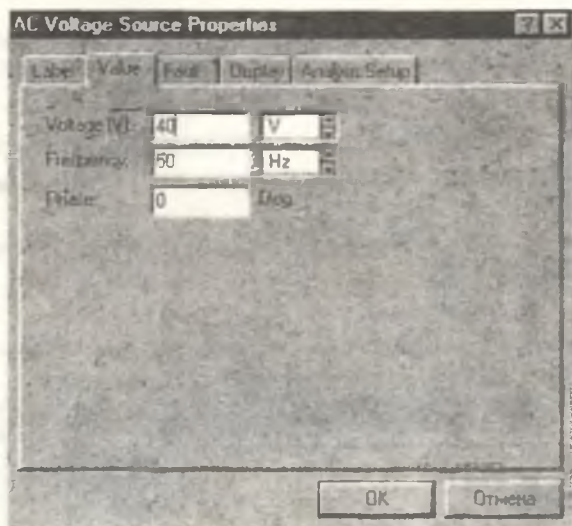 AC Voltage Source Properties
Label Value Fault Display Analysis Setup
Voltage (V): 40 V
Frequency: 50 Hz
Phase: 0 Deg
OK Отмена